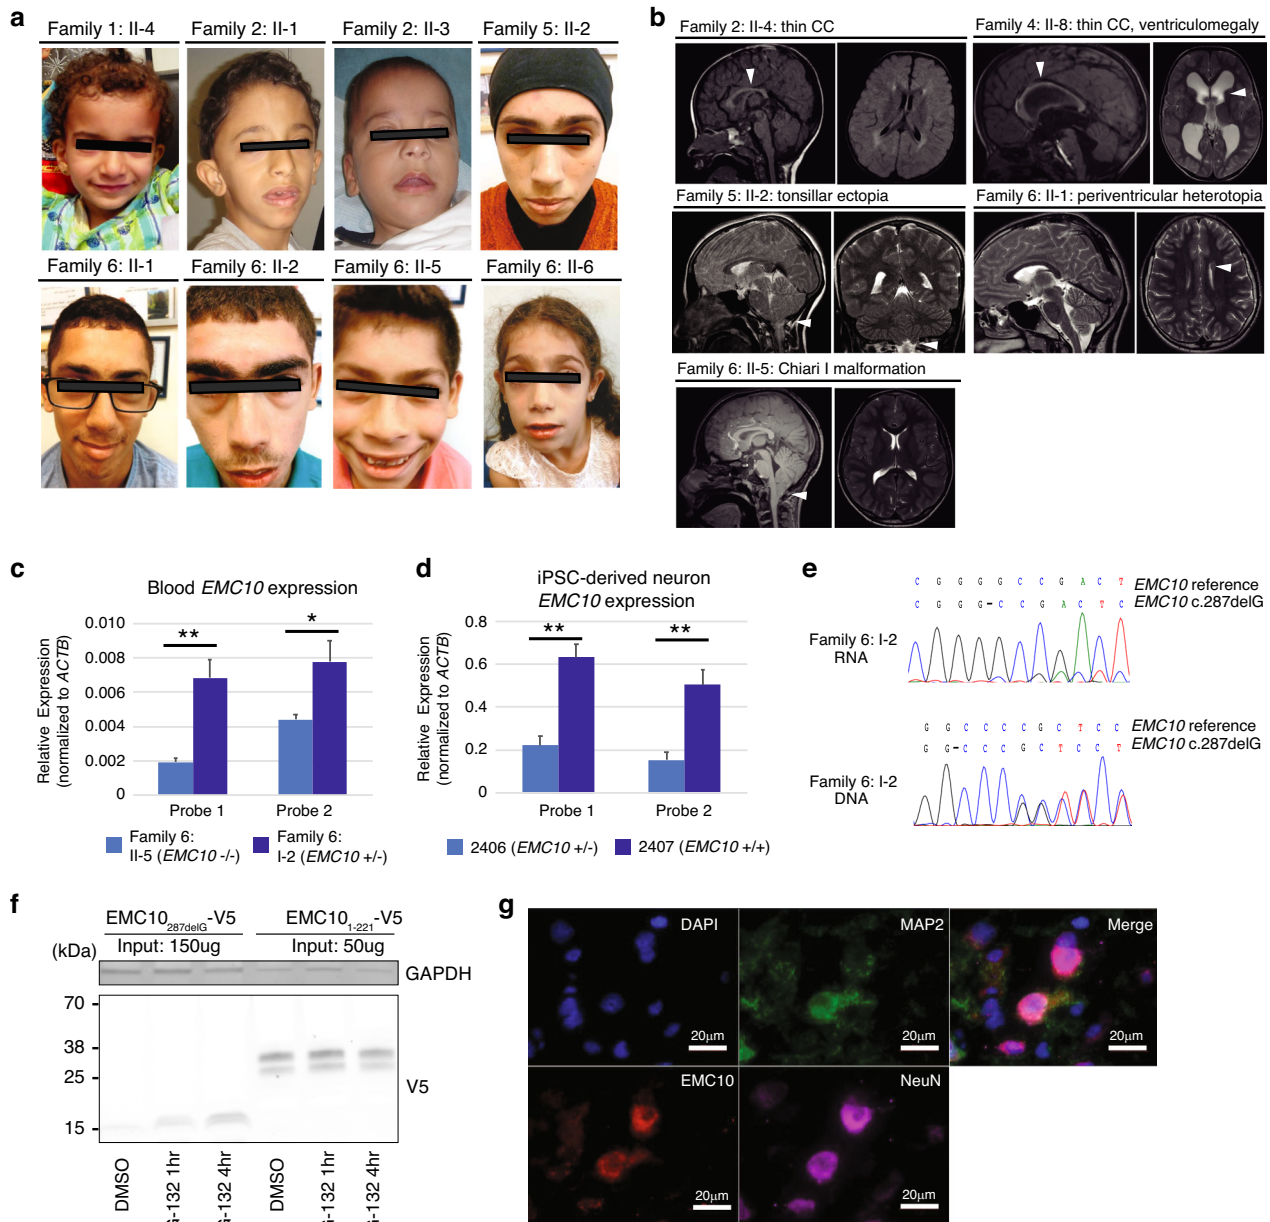 a
Family 1: II-4
Family 2: II-1
Family 2: II-3
Family 5: II-2
Family 6: II-1
Family 6: II-2
Family 6: II-5
Family 6: II-6
b
Family 2: II-4: thin CC
Family 4: II-8: thin CC, ventriculomegaly
Family 5: II-2: tonsillar ectopia
Family 6: II-1: periventricular heterotopia
Family 6: II-5: Chiari I malformation
c
Blood EMC10 expression
Relative Expression
(normalized to ACTB)
0.010
0.008
0.006
0.004
0.002
0
**
*
Probe 1
Probe 2
Family 6:
II-5 (EMC10 -/-)
Family 6:
I-2 (EMC10 +/-)
d
iPSC-derived neuron
EMC10 expression
Relative Expression
(normalized to ACTB)
0.8
0.6
0.4
0.2
0
**
**
Probe 1
Probe 2
2406 (EMC10 +/-)
2407 (EMC10 +/+)
e
C G G G G C C G A C T
EMC10 reference
C G G G - C C G A C T C
EMC10 c.287delG
Family 6: I-2
RNA
G G C C C C G C T C C
EMC10 reference
G G - C C C G C T C C T
EMC10 c.287delG
Family 6: I-2
DNA
f
EMC10287delG-V5
EMC101-221-V5
Input: 150ug
Input: 50ug
(kDa)
GAPDH
70
38
25
15
V5
DMSO
G-132 1hr
G-132 4hr
DMSO
G-132 1hr
G-132 4hr
g
DAPI
20µm
MAP2
20µm
Merge
20µm
EMC10
20µm
NeuN
20µm